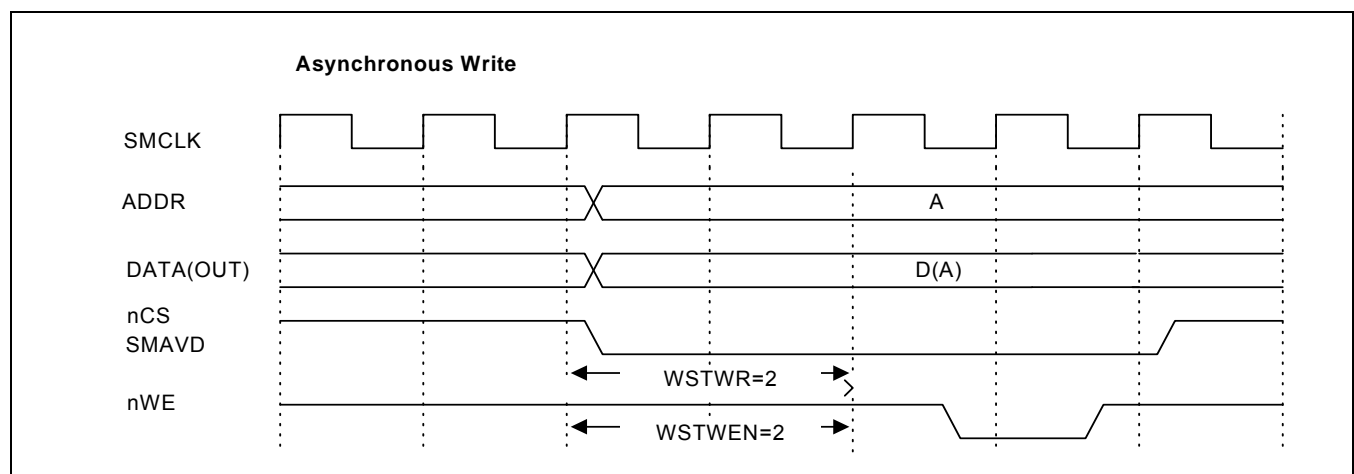 Asynchronous Write
SMCLK
ADDR
A
DATA(OUT)
D(A)
nCS
SMAVD
WSTWR=2
nWE
WSTWEN=2